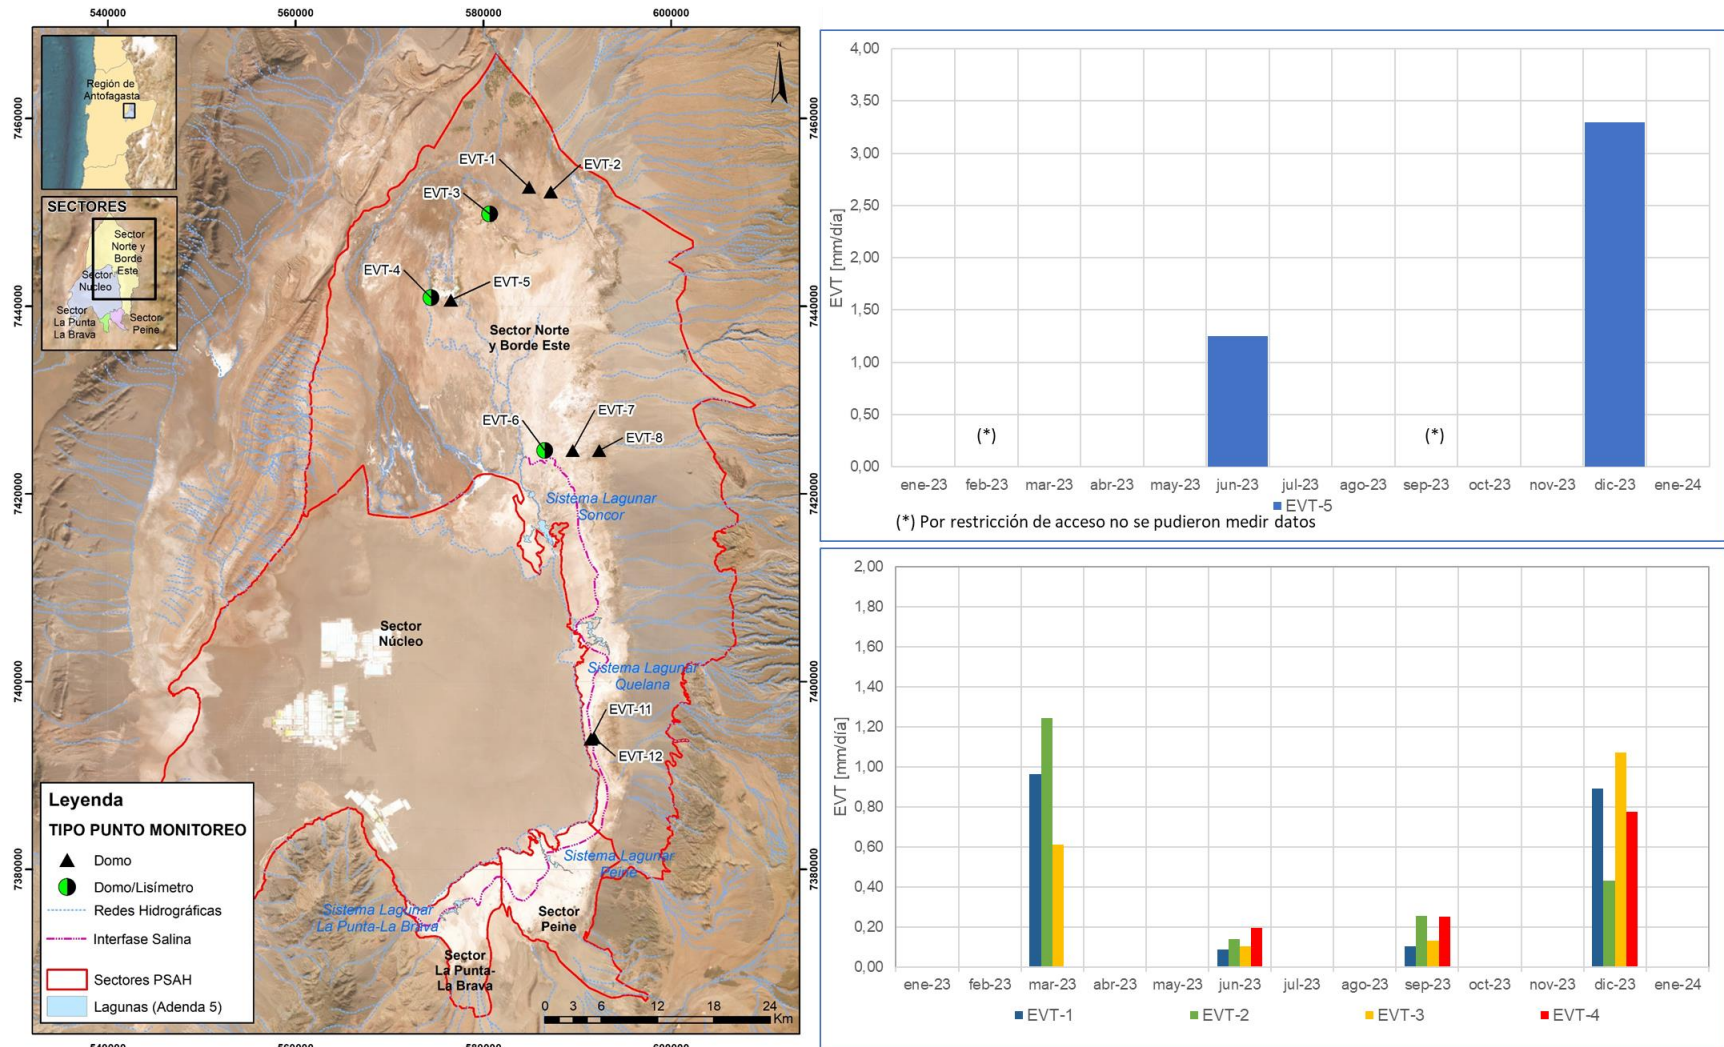 540000 560000 580000 600000
7460000
7440000
7420000
7400000
7380000
7460000
7440000
7420000
7400000
7380000
Región de
Antofagasta
SECTORES
Sector
Norte y
Borde
Este
Sector
Nucleo
Sector
La Punta
La Brava
Sector
Peine
N
EVT-1
EVT-2
EVT-3
EVT-4
EVT-5
Sector Norte
y Borde Este
EVT-6
EVT-7
EVT-8
Sistema Lagunar
Soncor
Sector
Núcleo
Sistema Lagunar
Quelana
EVT-11
EVT-12
Sistema Lagunar
Peine
Sistema Lagunar
La Punta-La Brava
Sector
Peine
Sector
La Punta-
La Brava
Leyenda
TIPO PUNTO MONITOREO
Domo
Domo/Lisímetro
Redes Hidrográficas
Interfase Salina
Sectores PSAH
Lagunas (Adenda 5)
0 3 6 12 18 24
Km
540000 560000 580000 600000
EVT [mm/día]
4,00
3,50
3,00
2,50
2,00
1,50
1,00
0,50
0,00
(*) (*)
ene-23 feb-23 mar-23 abr-23 may-23 jun-23 jul-23 ago-23 sep-23 oct-23 nov-23 dic-23 ene-24
EVT-5
(*) Por restricción de acceso no se pudieron medir datos
EVT [mm/día]
2,00
1,80
1,60
1,40
1,20
1,00
0,80
0,60
0,40
0,20
0,00
ene-23 feb-23 mar-23 abr-23 may-23 jun-23 jul-23 ago-23 sep-23 oct-23 nov-23 dic-23 ene-24
EVT-1 EVT-2 EVT-3 EVT-4